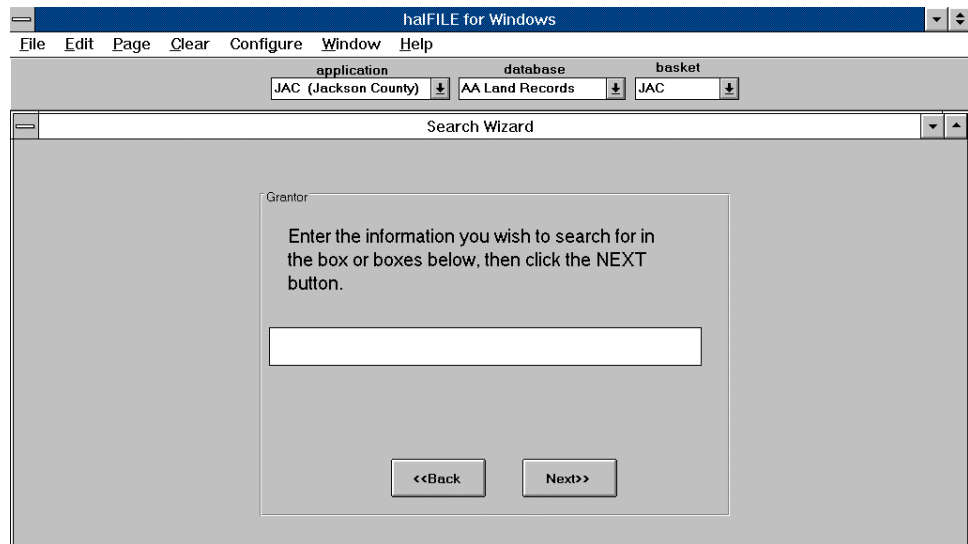 halFILE for Windows
File Edit Page Clear Configure Window Help
application database basket
JAC (Jackson County) AA Land Records JAC
Search Wizard
Grantor
Enter the information you wish to search for in
the box or boxes below, then click the NEXT
button.
<<Back Next>>